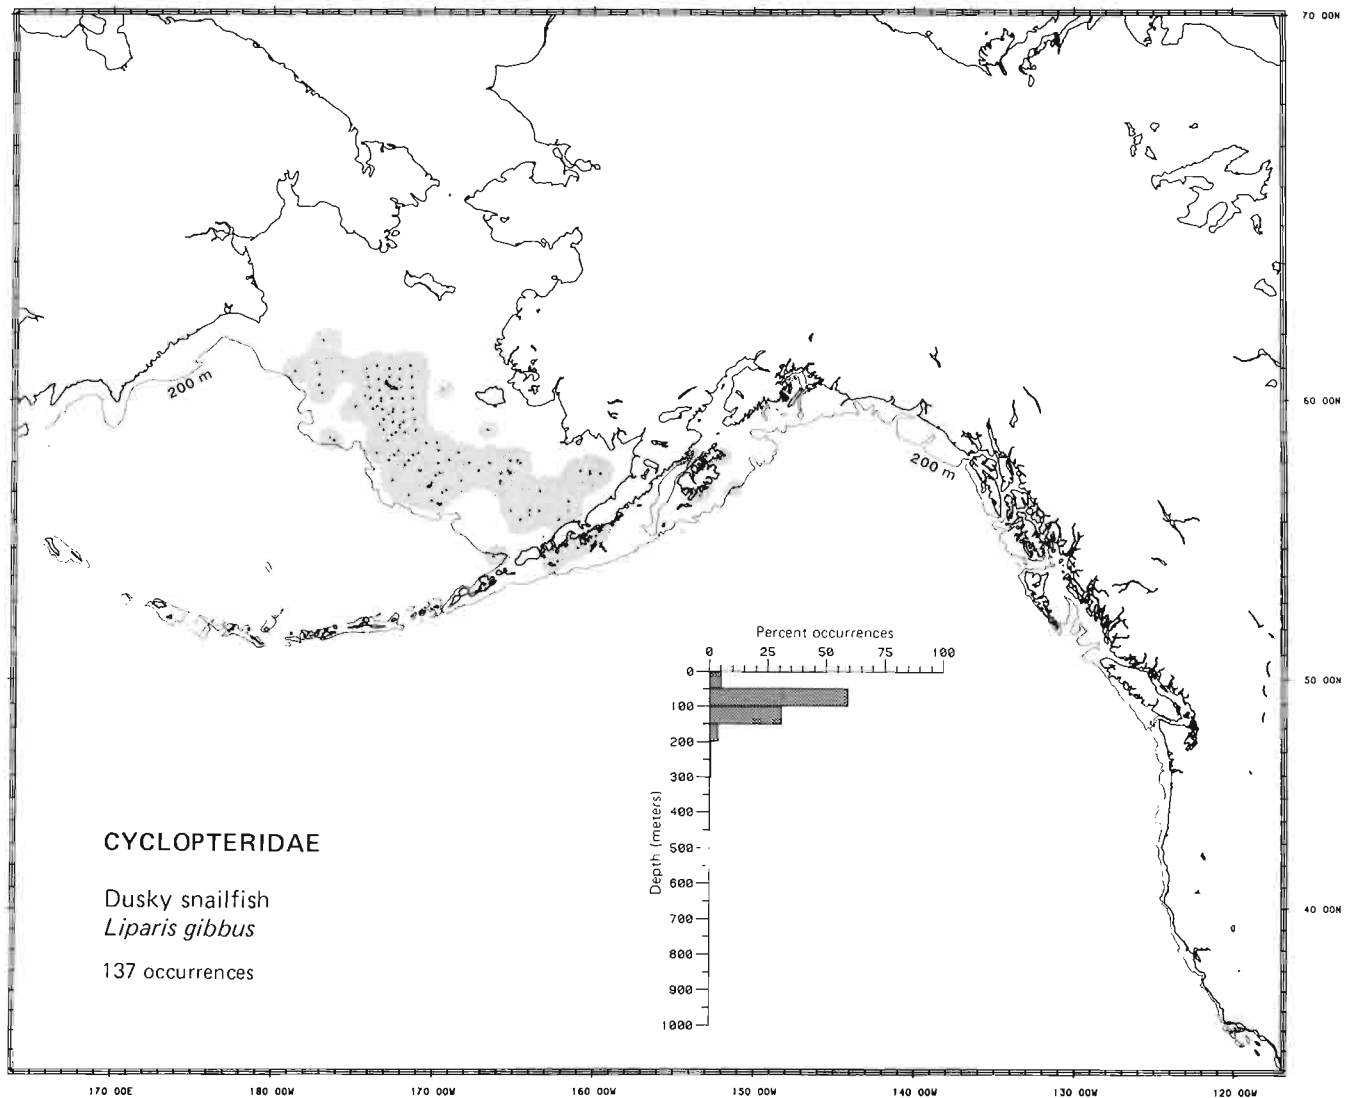 70 00N
200 m
60 00N
200 m
Percent occurrences
0 25 50 75 100
50 00N
0
100
200
300
400
500
600
700
800
900
1000
Depth (meters)
CYCLOPTERIDAE
Dusky snailfish
Liparis gibbus
137 occurrences
40 00N
170 00E 180 00W 170 00W 160 00W 150 00W 140 00W 130 00W 120 00W